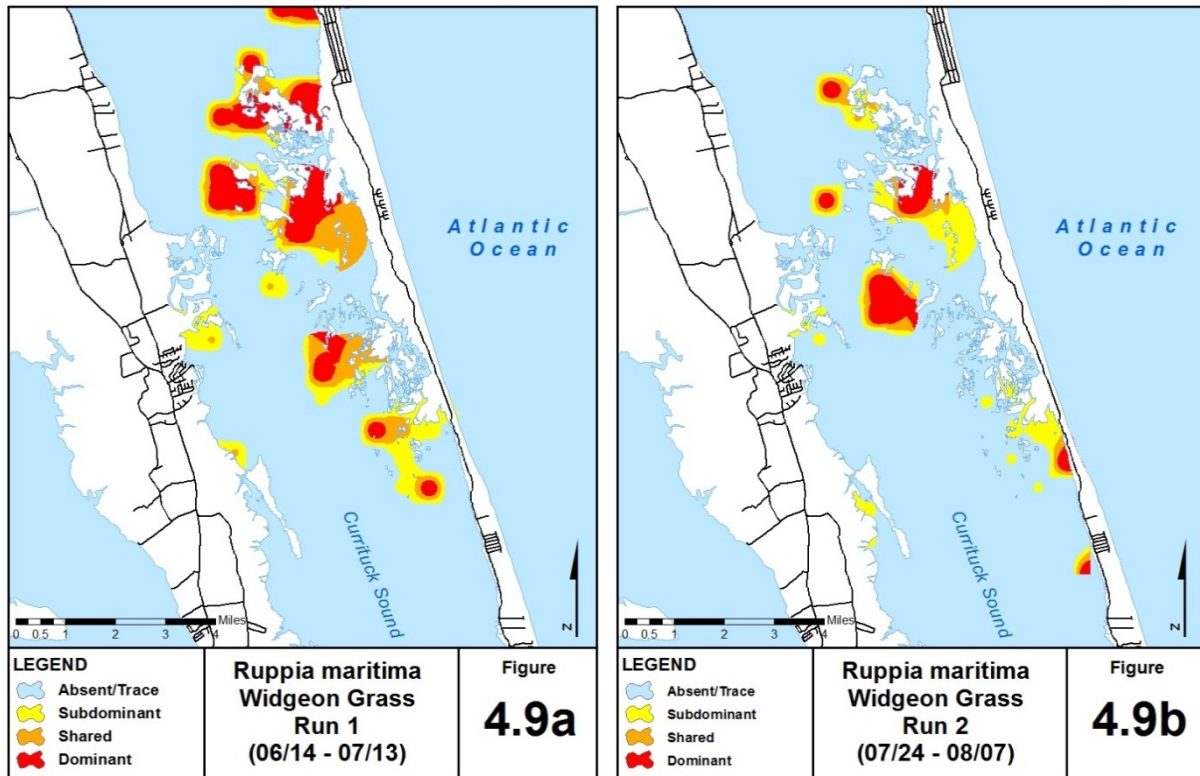 Atlantic
Ocean
Currituck Sound
Miles
0 0.5 1 2 3 4
N
LEGEND
Absent/Trace
Subdominant
Shared
Dominant
Ruppia maritima
Widgeon Grass
Run 1
(06/14 - 07/13)
Figure
4.9a
Atlantic
Ocean
Currituck Sound
Miles
0 0.5 1 2 3 4
N
LEGEND
Absent/Trace
Subdominant
Shared
Dominant
Ruppia maritima
Widgeon Grass
Run 2
(07/24 - 08/07)
Figure
4.9b